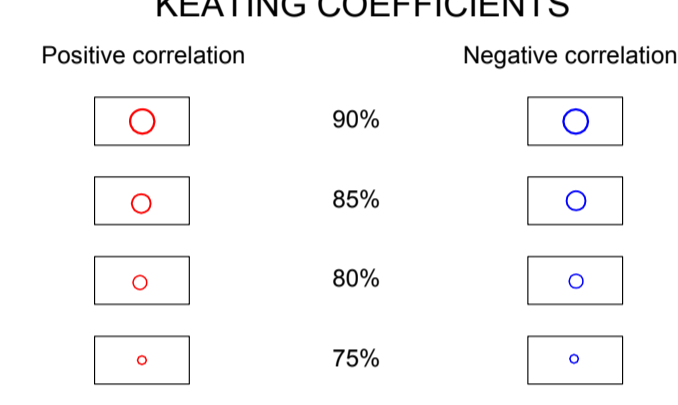 KEATING COEFFICIENTS
Positive correlation Negative correlation
90%
85%
80%
75%